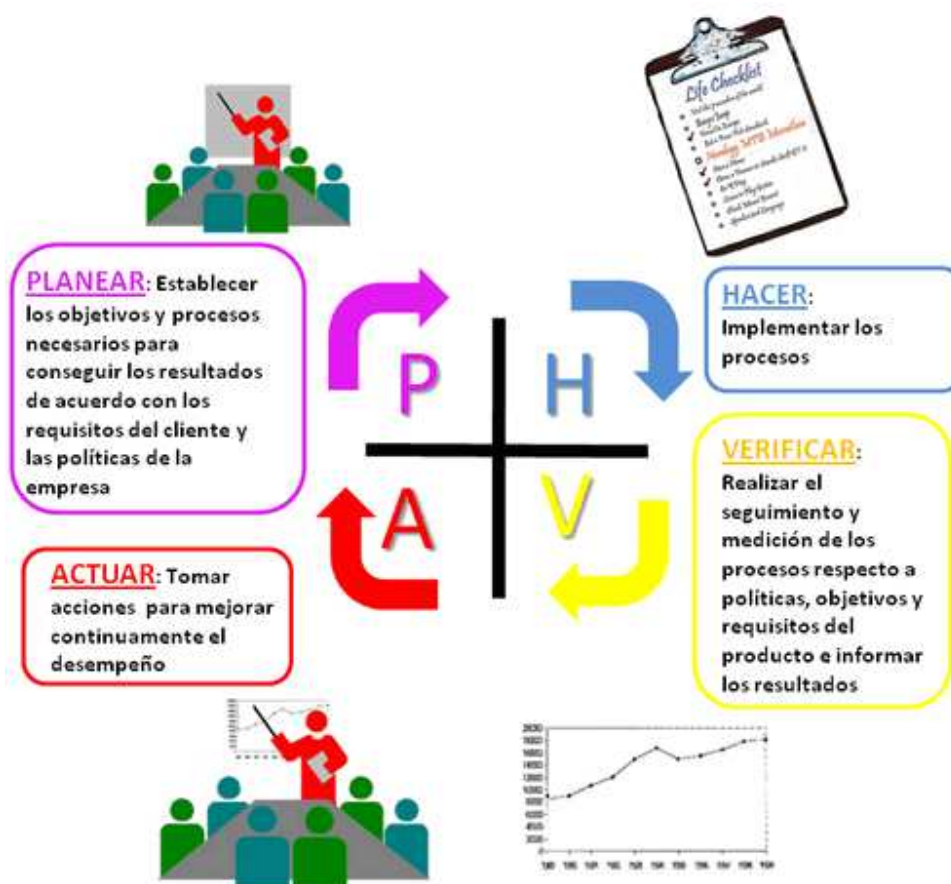 Life Checklist
PLANEAR: Establecer
los objetivos y procesos
necesarios para
conseguir los resultados
de acuerdo con los
requisitos del cliente y
las políticas de la
empresa
P
H
HACER:
Implementar los
procesos
A
V
ACTUAR: Tomar
acciones para mejorar
continuamente el
desempeño
VERIFICAR:
Realizar el
seguimiento y
medición de los
procesos respecto a
políticas, objetivos y
requisitos del
producto e informar
los resultados